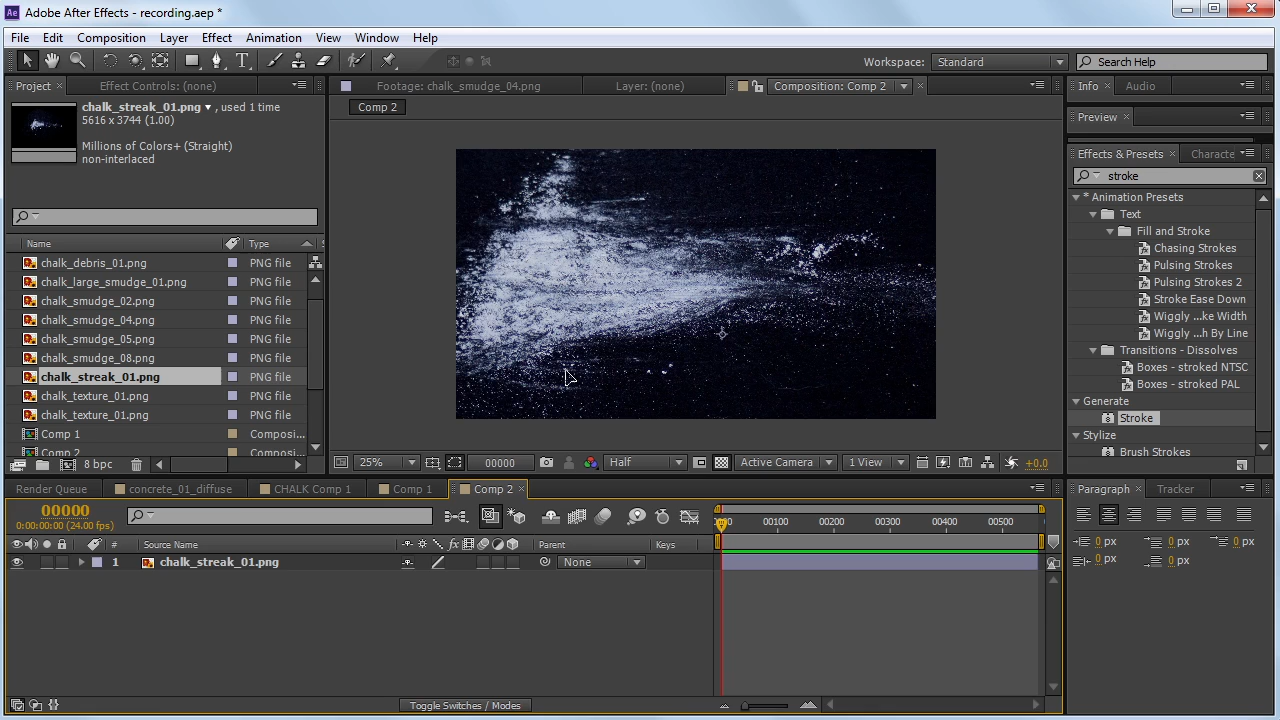 Ae Adobe After Effects - recording.aep *
File Edit Composition Layer Effect Animation View Window Help
Workspace: Standard Search Help
Project × Effect Controls: (none) Footage: chalk_smudge_04.png Layer: (none) Composition: Comp 2 × Info × Audio
chalk_streak_01.png ▼ , used 1 time
5616 x 3744 (1.00)
Millions of Colors+ (Straight)
non-interlaced
Comp 2
Preview ×
Effects & Presets × Characte
stroke
* Animation Presets
Text
Fill and Stroke
Chasing Strokes
Pulsing Strokes
Pulsing Strokes 2
Stroke Ease Down
Wiggly ...ke Width
Wiggly ...h By Line
Transitions - Dissolves
Boxes - stroked NTSC
Boxes - stroked PAL
Generate
Stroke
Stylize
Brush Strokes
Name Type
chalk_debris_01.png PNG file
chalk_large_smudge_01.png PNG file
chalk_smudge_02.png PNG file
chalk_smudge_04.png PNG file
chalk_smudge_05.png PNG file
chalk_smudge_08.png PNG file
chalk_streak_01.png PNG file
chalk_texture_01.png PNG file
chalk_texture_01.png PNG file
Comp 1 Composi...
Comp 2 Composi...
8 bpc
25% 00000 Half Active Camera 1 View +0.0
Render Queue concrete_01_diffuse CHALK Comp 1 Comp 1 Comp 2 ×
00000
0:00:00:00 (24.00 fps)
00100 00200 00300 00400 00500
# Source Name fx Parent Keys
1 chalk_streak_01.png None
Toggle Switches / Modes
Paragraph × Tracker
0 px 0 px 0 px
0 px 0 px